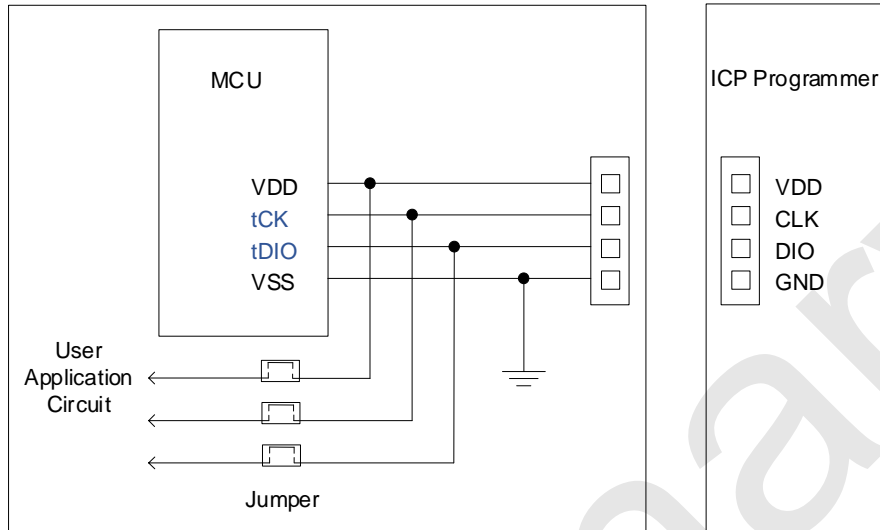 MCU
VDD
tCK
tDIO
VSS
User
Application
Circuit
Jumper
ICP Programmer
VDD
CLK
DIO
GND